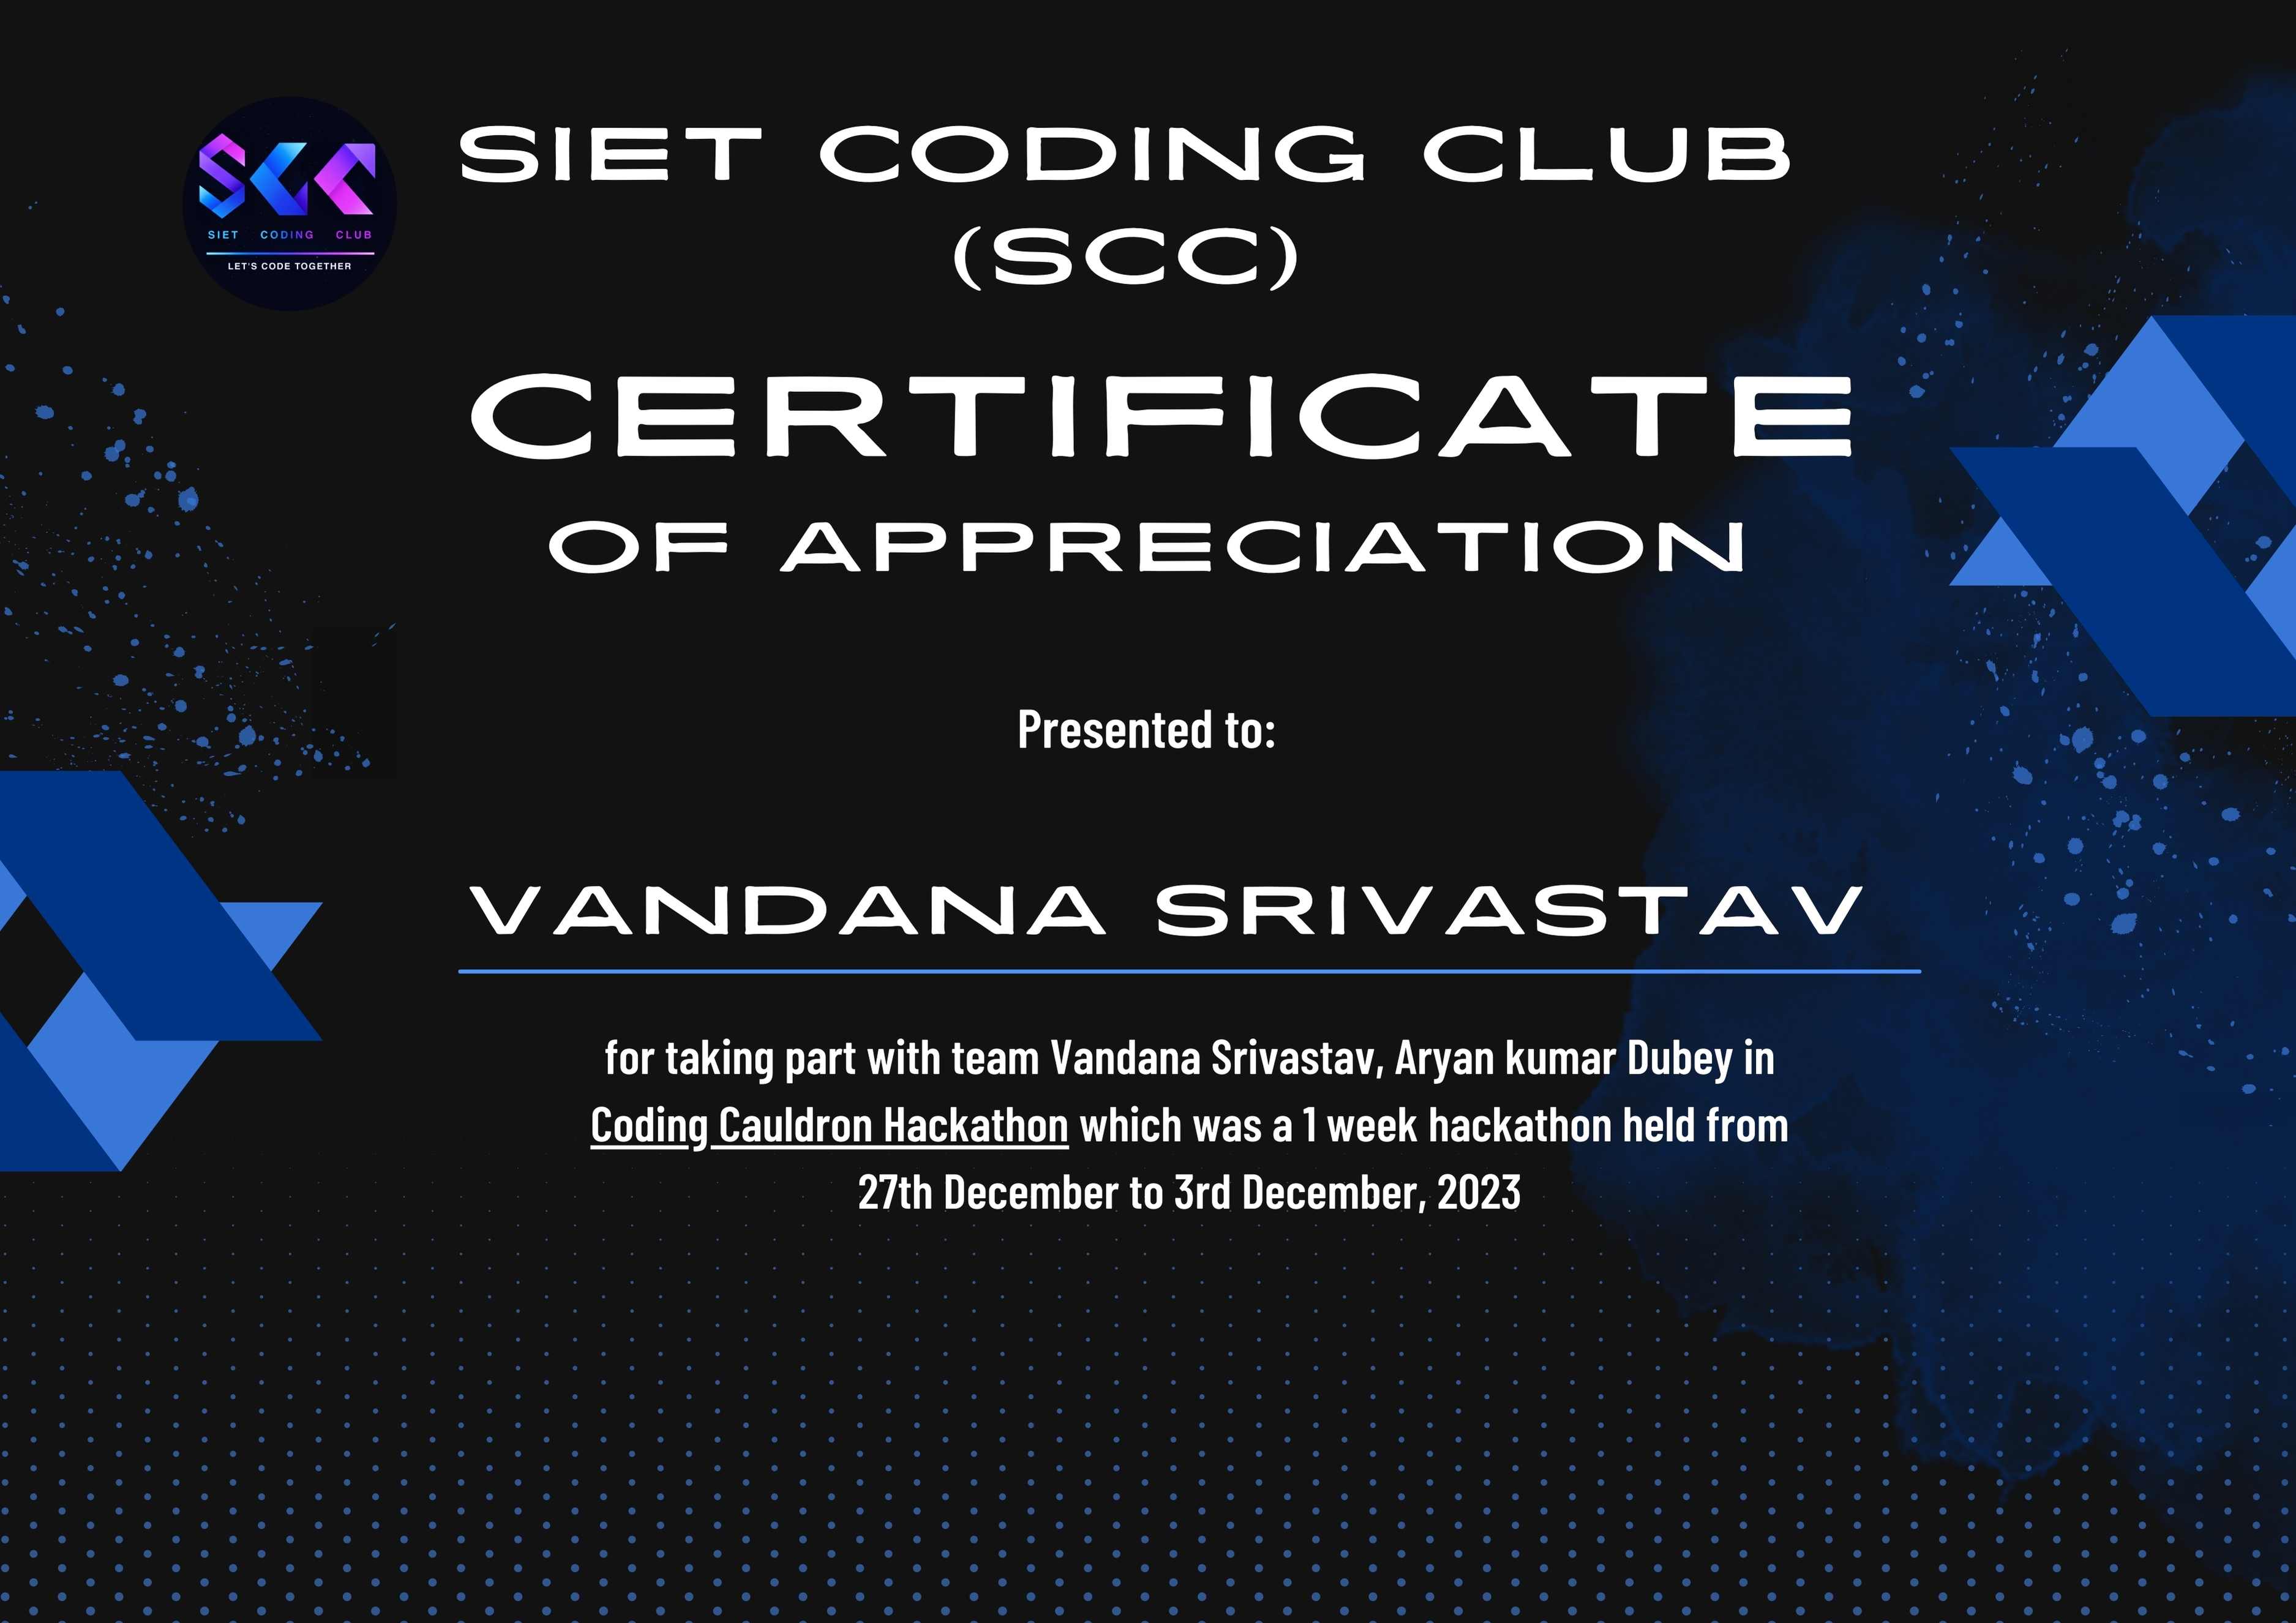 SCC
SIET CODING CLUB
LET'S CODE TOGETHER
SIET CODING CLUB
(SCC)
CERTIFICATE
OF APPRECIATION
Presented to:
VANDANA SRIVASTAV
for taking part with team Vandana Srivastav, Aryan kumar Dubey in
Coding Cauldron Hackathon which was a 1 week hackathon held from
27th December to 3rd December, 2023